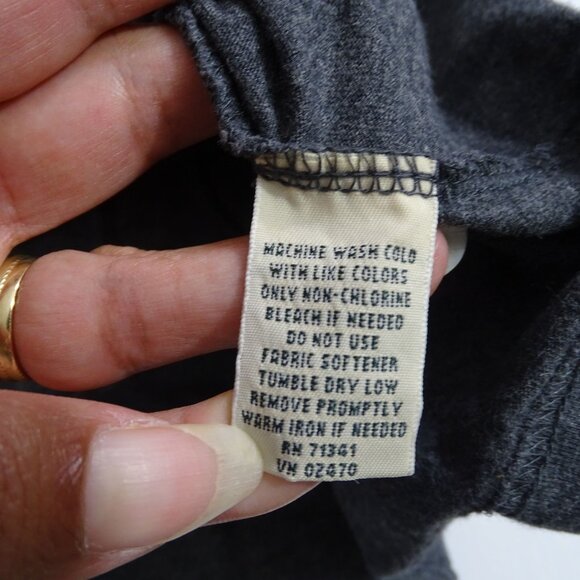 MACHINE WASH COLD
WITH LIKE COLORS
ONLY NON-CHLORINE
BLEACH IF NEEDED
DO NOT USE
FABRIC SOFTENER
TUMBLE DRY LOW
REMOVE PROMPTLY
WARM IRON IF NEEDED
RN 71341
VN 02470